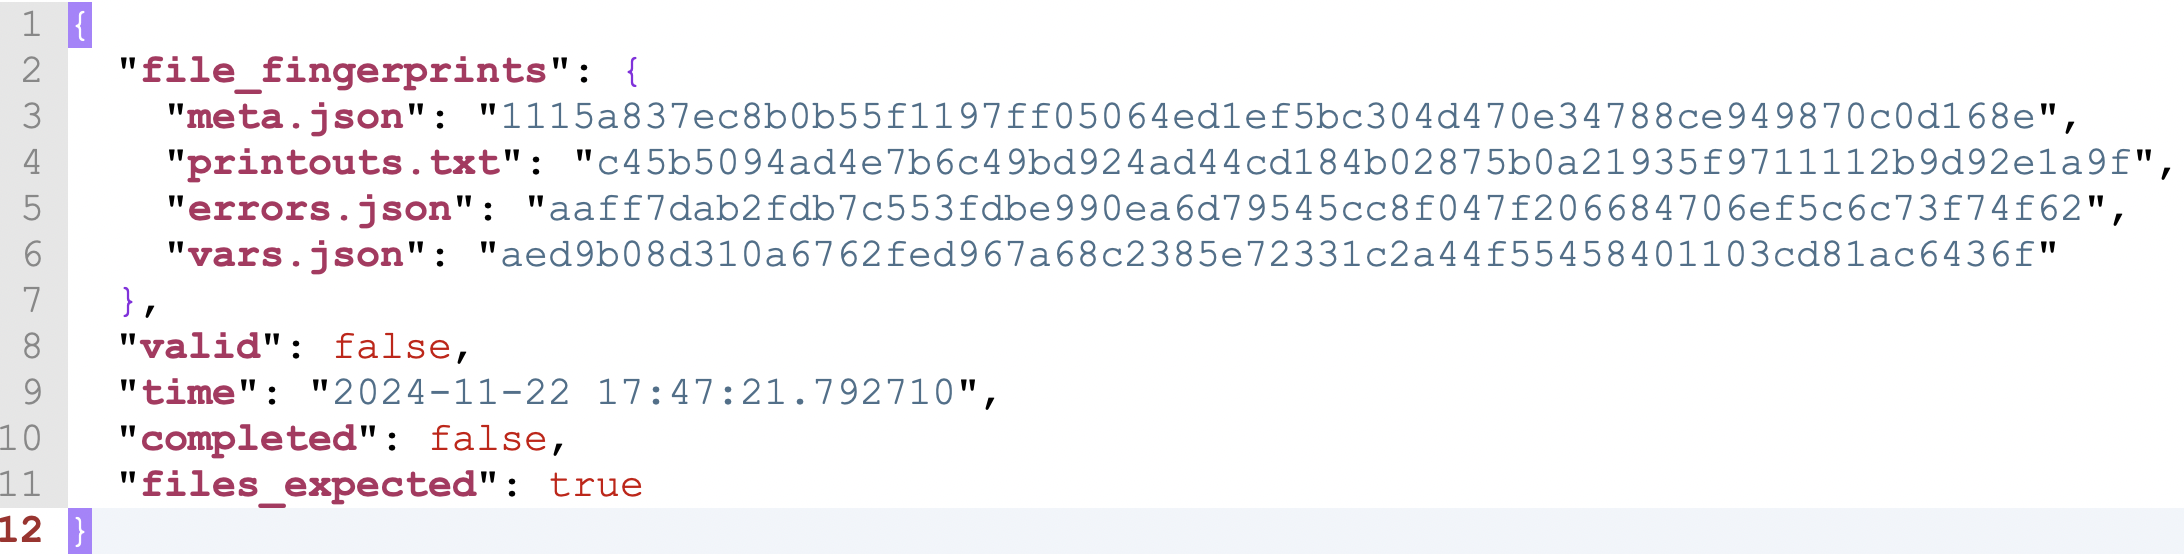 1 {
2 "file_fingerprints": {
3 "meta.json": "1115a837ec8b0b55f1197ff05064ed1ef5bc304d470e34788ce949870c0d168e",
4 "printouts.txt": "c45b5094ad4e7b6c49bd924ad44cd184b02875b0a21935f9711112b9d92e1a9f",
5 "errors.json": "aaff7dab2fdb7c553fdbe990ea6d79545cc8f047f206684706ef5c6c73f74f62",
6 "vars.json": "aed9b08d310a6762fed967a68c2385e72331c2a44f55458401103cd81ac6436f"
7 },
8 "valid": false,
9 "time": "2024-11-22 17:47:21.792710",
10 "completed": false,
11 "files_expected": true
12 }